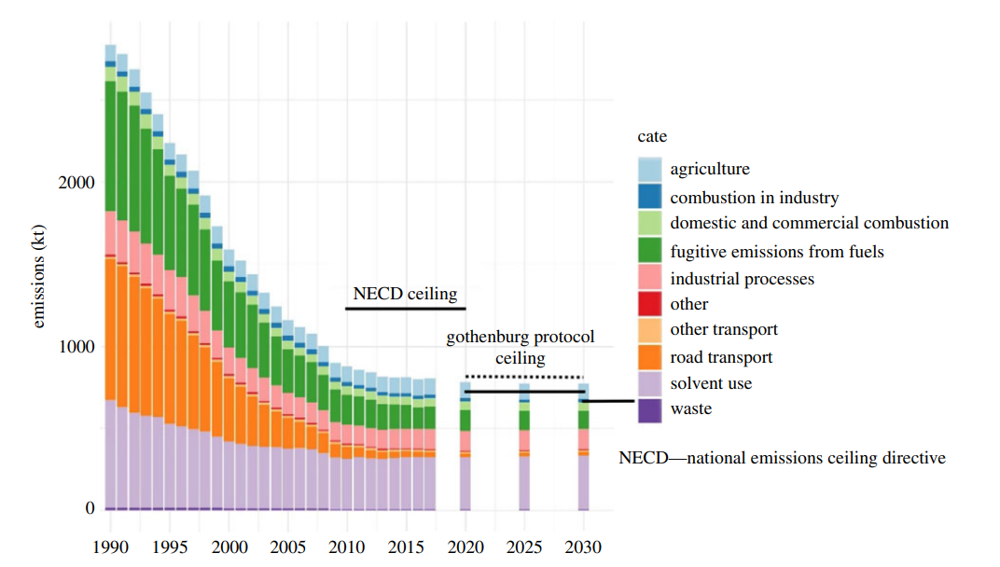 emissions (kt)
2000
1000
0
1990
1995
2000
2005
2010
2015
2020
2025
2030
NECD ceiling
gothenburg protocol
ceiling
cate
agriculture
combustion in industry
domestic and commercial combustion
fugitive emissions from fuels
industrial processes
other
other transport
road transport
solvent use
waste
NECD—national emissions ceiling directive